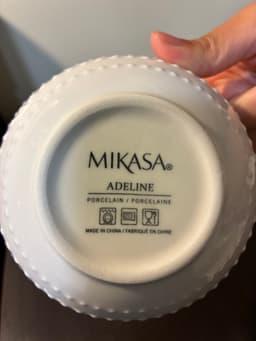 MIKASA®
ADELINE
PORCELAIN / PORCELAINE
MADE IN CHINA / FABRIQUÉ EN CHINE